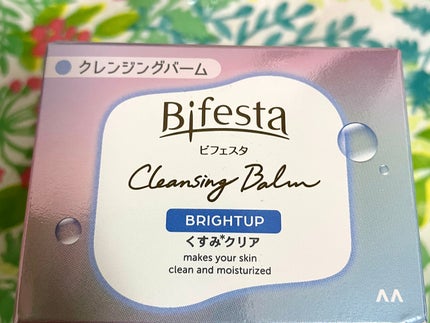 クレンジングバーム
Bifesta
ビフェスタ
Cleansing Balm
BRIGHTUP
くすみ*クリア
makes your skin
clean and moisturized